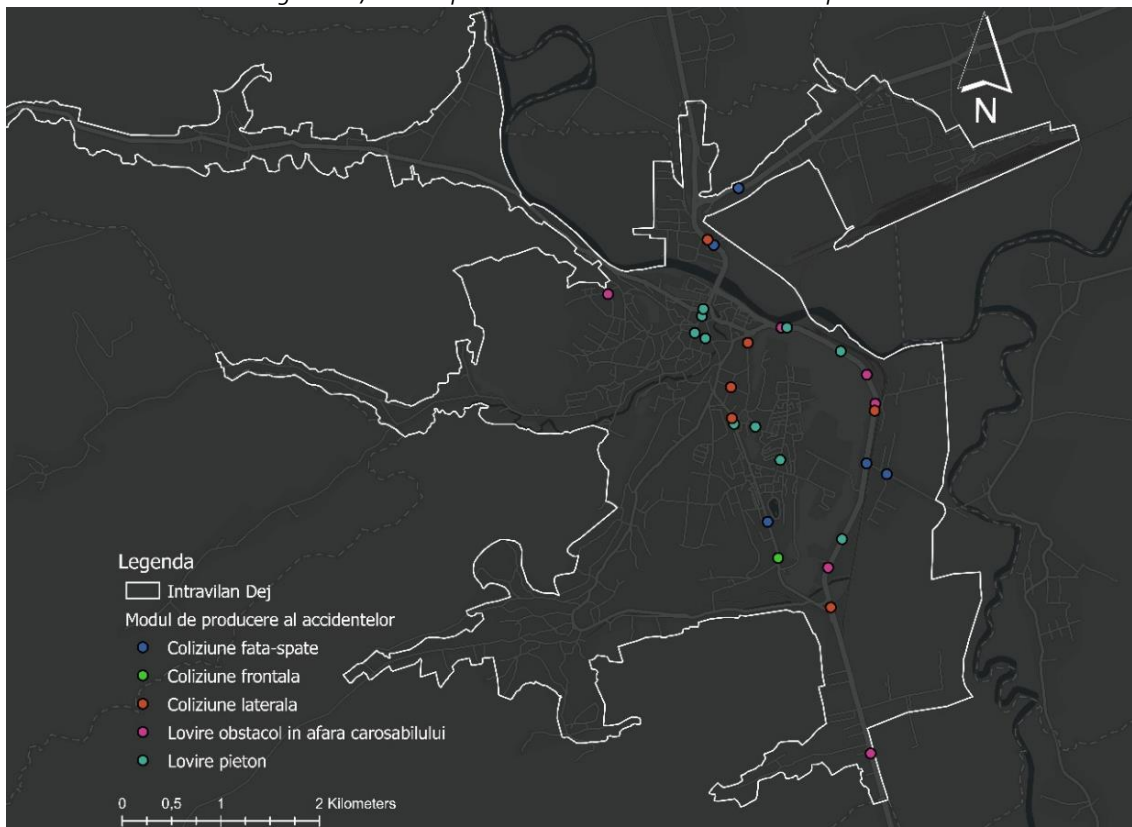 N
Legenda
Intravilan Dej
Modul de producere al accidentelor
Coliziune fata-spate
Coliziune frontala
Coliziune laterala
Lovire obstacol in afara carosabilului
Lovire pieton
0 0,5 1 2 Kilometers